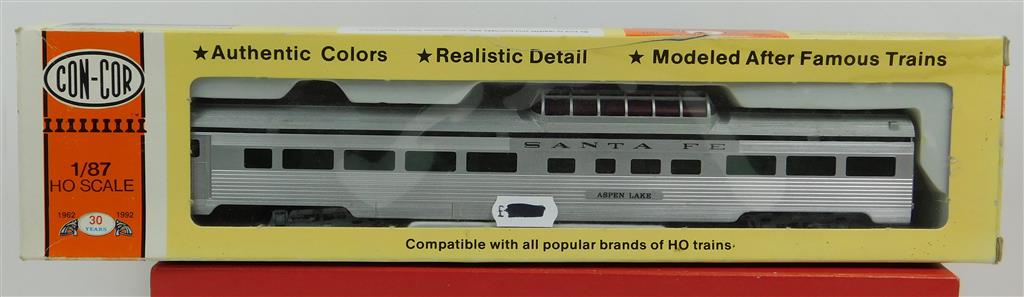 ★ Authentic Colors ★ Realistic Detail ★ Modeled After Famous Trains
CON-COR
1/87
HO SCALE
1962 30 YEARS 1992
SANTA FE
ASPEN LAKE
£
Compatible with all popular brands of HO trains.